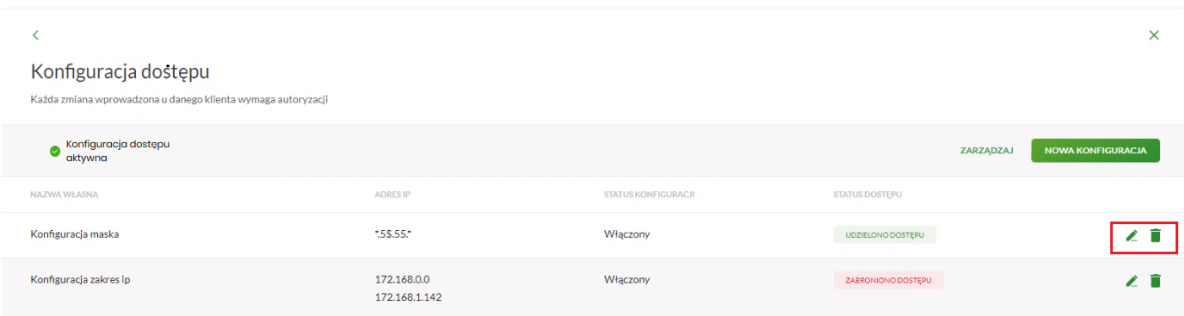 Konfiguracja dostępu
Każda zmiana wprowadzona u danego klienta wymaga autoryzacji
Konfiguracja dostępu
aktywna
ZARZĄDZAJ
NOWA KONFIGURACJA
NAZWA WŁASNA ADRES IP STATUS KONFIGURACJI STATUS DOSTĘPU
Konfiguracja maska *.5$.55.* Włączony UDZIELONO DOSTĘPU
Konfiguracja zakres ip 172.168.0.0 Włączony ZABRONIONO DOSTĘPU
172.168.1.142